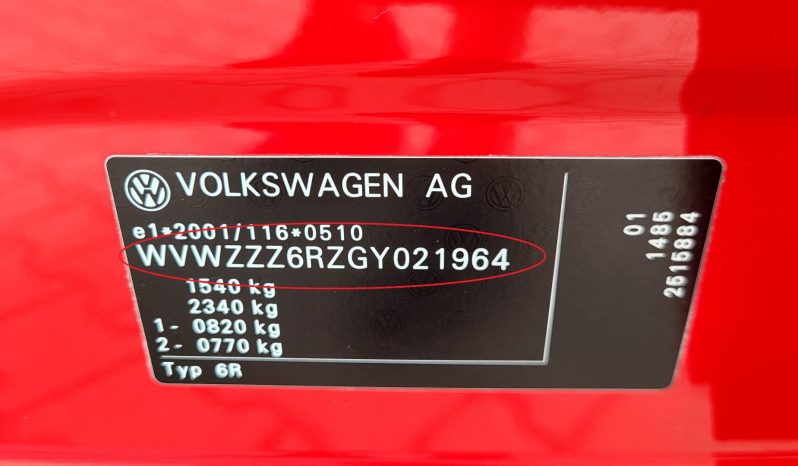 VOLKSWAGEN AG
e1*2001/116*0510
WVWZZZ6RZGY021964
1540 kg
2340 kg
1- 0820 kg
2- 0770 kg
Typ 6R
01
1485
2515884